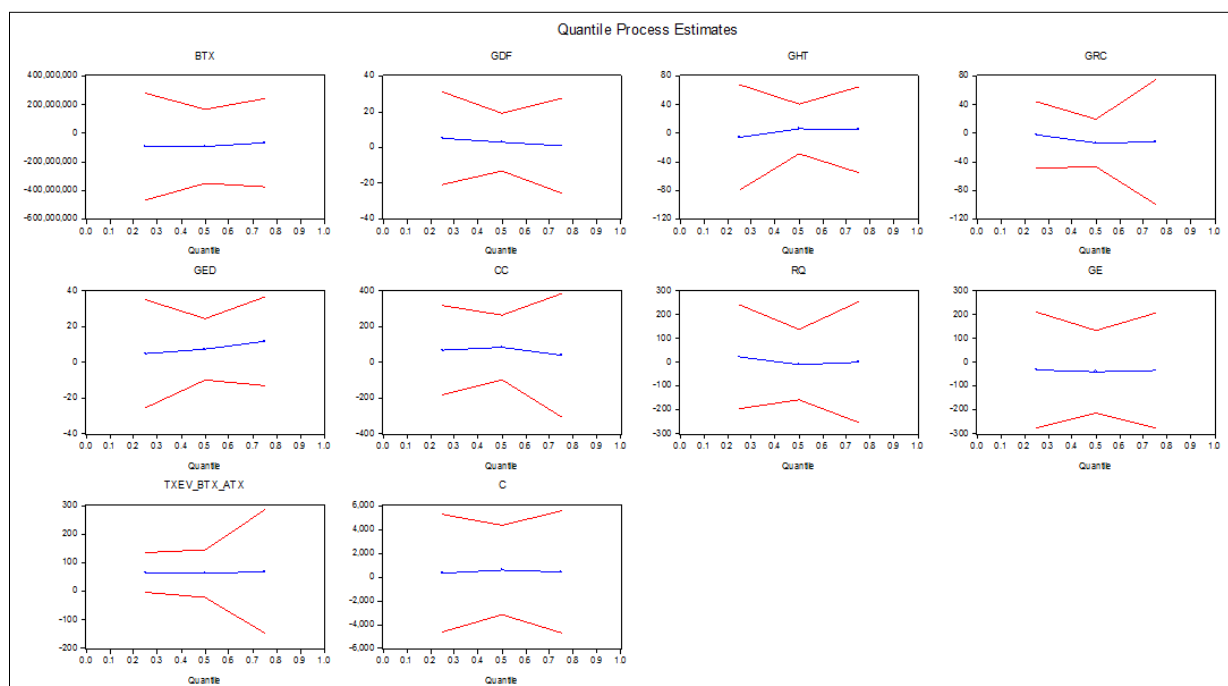 Quantile Process Estimates
BTX GDF GHT GRC
400,000,000 40 80 80
200,000,000 20 40 40
0 0 0 0
-200,000,000 -20 -40 -40
-400,000,000 -80 -80
-600,000,000 -40 -120 -120
0.0 0.1 0.2 0.3 0.4 0.5 0.6 0.7 0.8 0.9 1.0 0.0 0.1 0.2 0.3 0.4 0.5 0.6 0.7 0.8 0.9 1.0 0.0 0.1 0.2 0.3 0.4 0.5 0.6 0.7 0.8 0.9 1.0 0.0 0.1 0.2 0.3 0.4 0.5 0.6 0.7 0.8 0.9 1.0
Quantile Quantile Quantile Quantile
GED CC RQ GE
40 400 300 300
20 200 200 200
100 100
0 0 0 0
-100 -100
-20 -200 -200 -200
-40 -400 -300 -300
0.0 0.1 0.2 0.3 0.4 0.5 0.6 0.7 0.8 0.9 1.0 0.0 0.1 0.2 0.3 0.4 0.5 0.6 0.7 0.8 0.9 1.0 0.0 0.1 0.2 0.3 0.4 0.5 0.6 0.7 0.8 0.9 1.0 0.0 0.1 0.2 0.3 0.4 0.5 0.6 0.7 0.8 0.9 1.0
Quantile Quantile Quantile Quantile
TXEV_BTX_ATX C
300 6,000
200 4,000
100 2,000
0 0
-2,000
-100 -4,000
-200 -6,000
0.0 0.1 0.2 0.3 0.4 0.5 0.6 0.7 0.8 0.9 1.0 0.0 0.1 0.2 0.3 0.4 0.5 0.6 0.7 0.8 0.9 1.0
Quantile Quantile